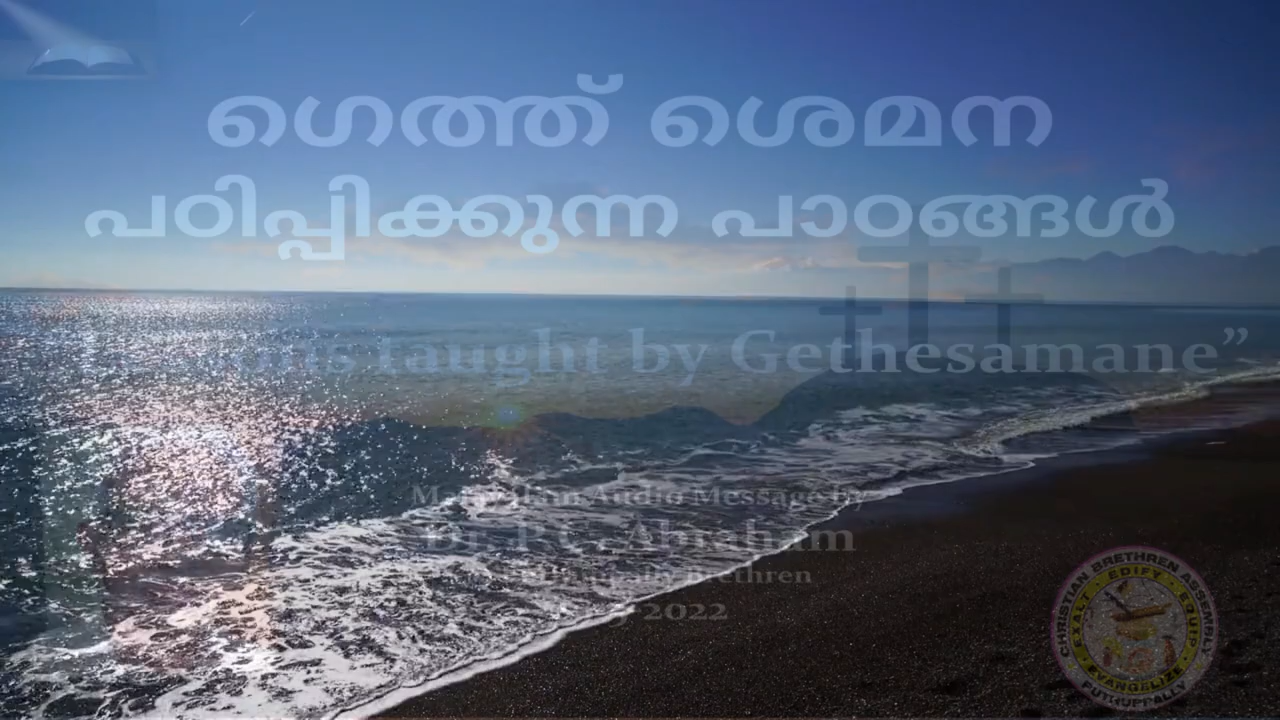 ഗെത്ത് ശെമന
പഠിപ്പിക്കുന്ന പാഠങ്ങൾ
taught by Gethesamane”
Malayalam Audio Message by
Dr. P.C. Abraham
Brethren
2022
CHRISTIAN BRETHREN ASSEMBLY
EXALT EDIFY EQUIP
EVANGELIZE
PUTHUPPALLY